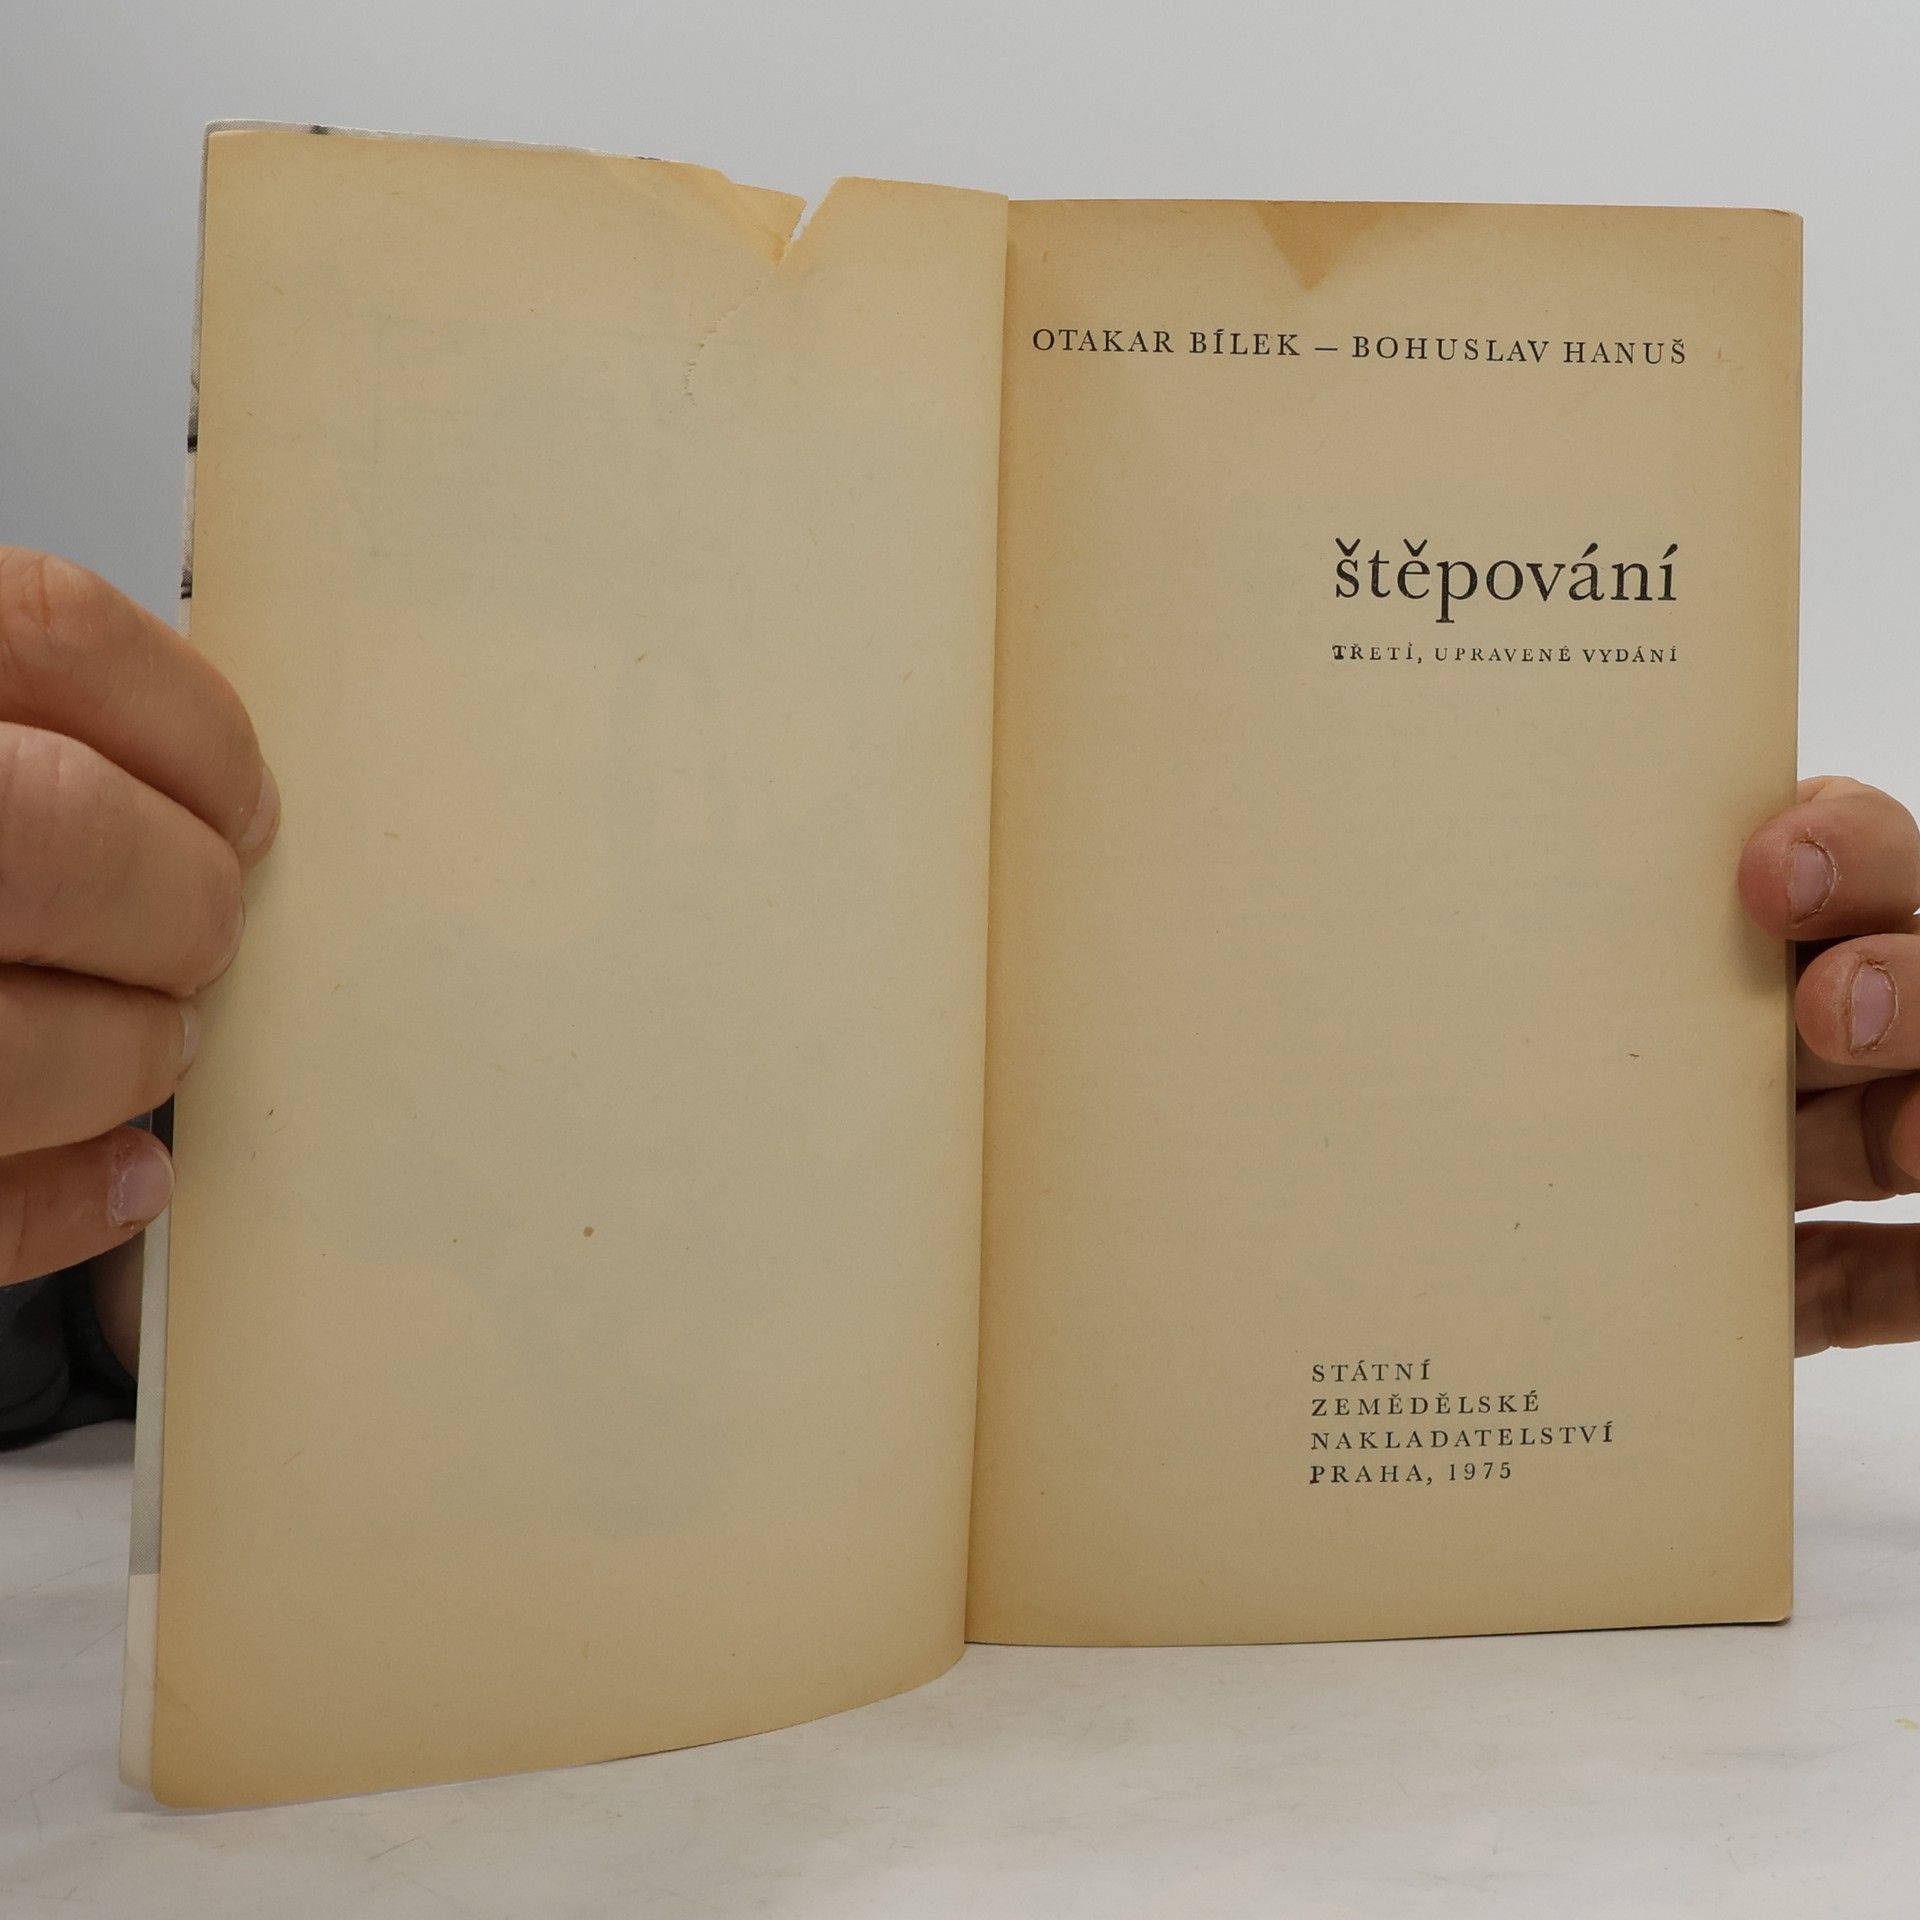 OTAKAR BÍLEK – BOHUSLAV HANUŠ
štěpování
TŘETÍ, UPRAVENÉ VYDÁNÍ
STÁTNÍ
ZEMĚDĚLSKÉ
NAKLADATELSTVÍ
PRAHA, 1975